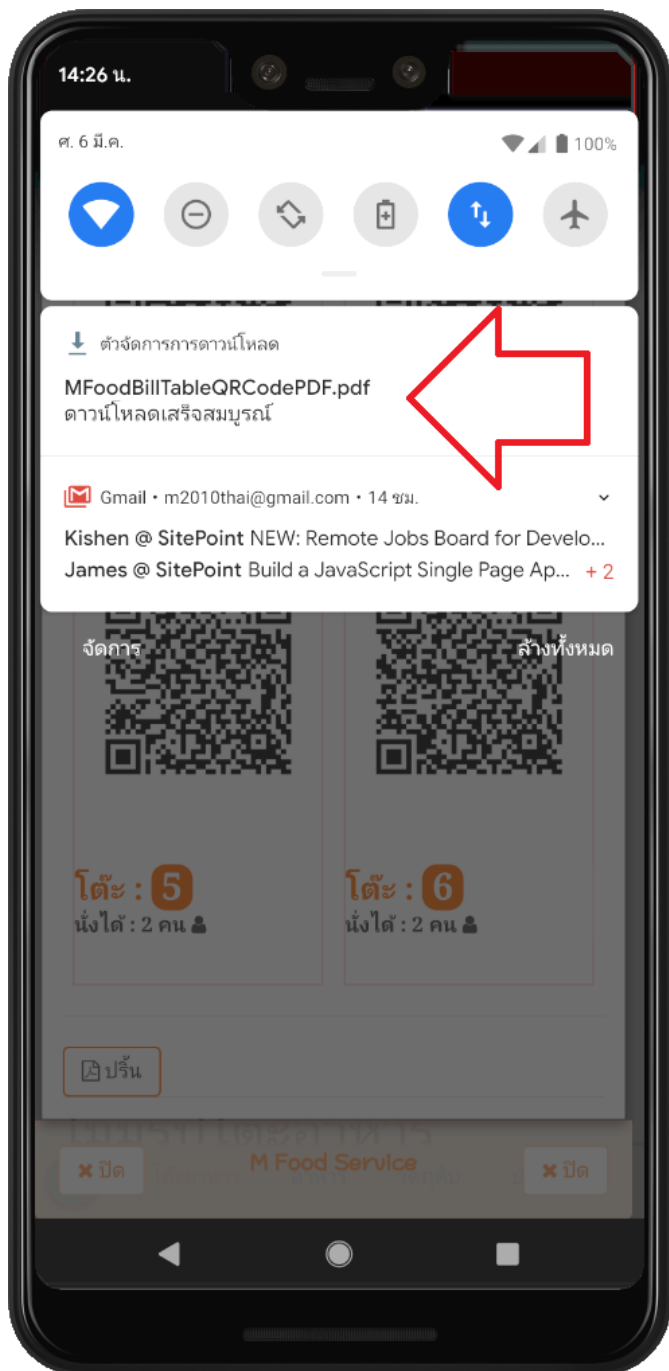 14:26 น.
ศ. 6 มี.ค.
100%
ตัวจัดการการดาวน์โหลด
MFoodBillTableQRCodePDF.pdf
ดาวน์โหลดเสร็จสมบูรณ์
Gmail • m2010thai@gmail.com • 14 ชม.
Kishen @ SitePoint NEW: Remote Jobs Board for Develo...
James @ SitePoint Build a JavaScript Single Page Ap... + 2
จัดการ ล้างทั้งหมด
โต๊ะ : 5 โต๊ะ : 6
นั่งได้ : 2 คน นั่งได้ : 2 คน
ปริ้น
ปิด M Food Service ปิด